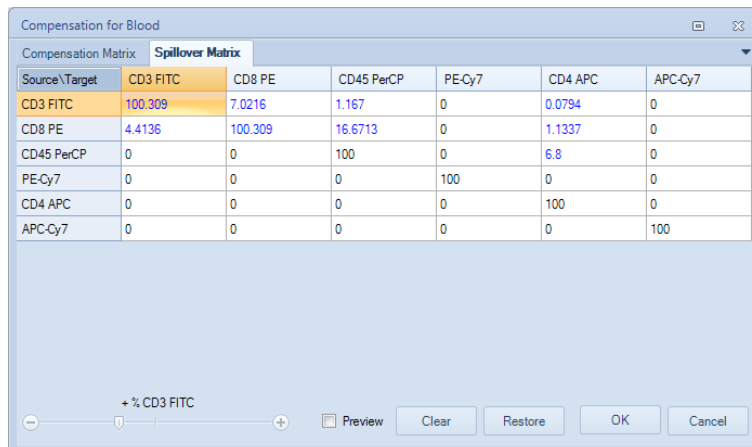 Compensation for Blood
Compensation Matrix Spillover Matrix
Source\Target CD3 FITC CD8 PE CD45 PerCP PE-Cy7 CD4 APC APC-Cy7
CD3 FITC 100.309 7.0216 1.167 0 0.0794 0
CD8 PE 4.4136 100.309 16.6713 0 1.1337 0
CD45 PerCP 0 0 100 0 6.8 0
PE-Cy7 0 0 0 100 0 0
CD4 APC 0 0 0 0 100 0
APC-Cy7 0 0 0 0 0 100
+ % CD3 FITC
Preview Clear Restore OK Cancel